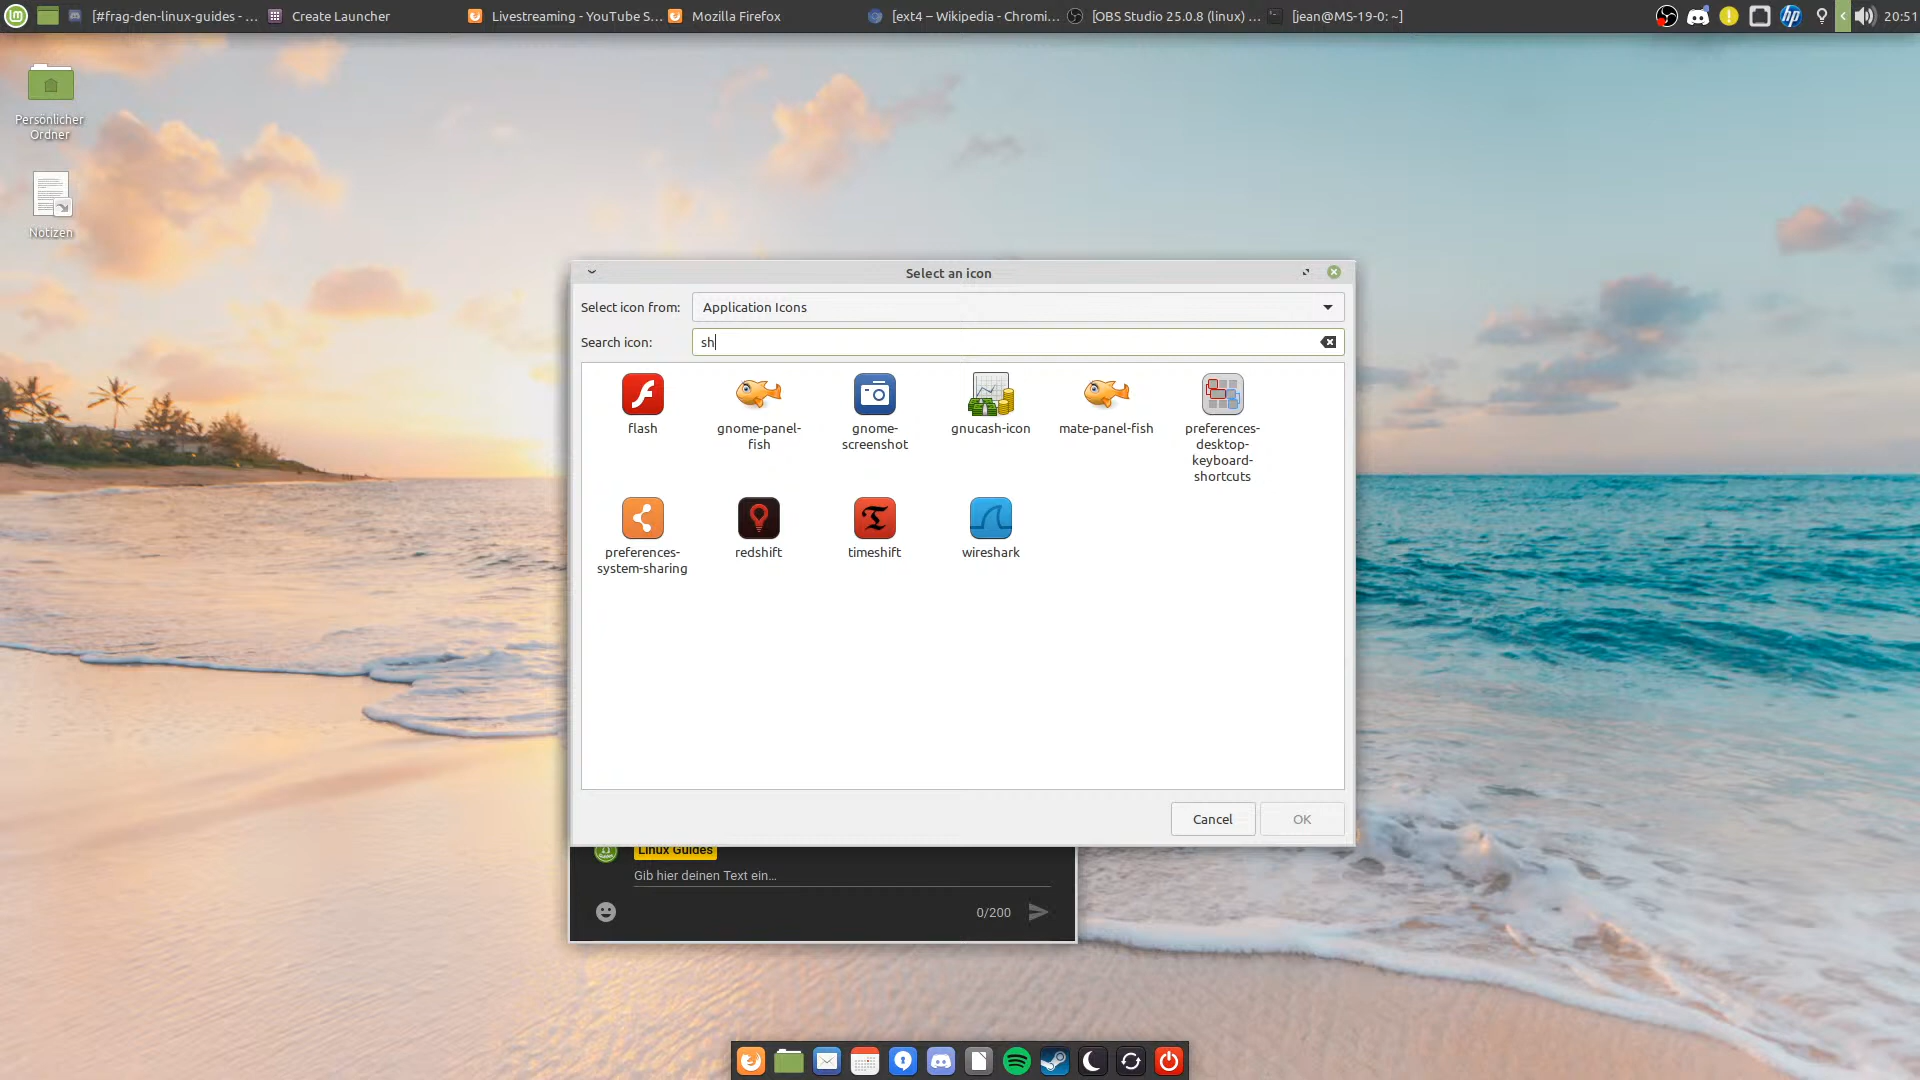 [#frag-den-linux-guides - ...
Create Launcher
Livestreaming - YouTube S...
Mozilla Firefox
[ext4 – Wikipedia - Chromi...
[OBS Studio 25.0.8 (linux) ...
[jean@MS-19-0: ~]
hp
20:51
Persönlicher
Ordner
Notizen
Select an icon
Select icon from:
Application Icons
Search icon:
sh
flash
gnome-panel-
fish
gnome-
screenshot
gnucash-icon
mate-panel-fish
preferences-
desktop-
keyboard-
shortcuts
preferences-
system-sharing
redshift
timeshift
wireshark
Cancel
OK
Linux Guides
Gib hier deinen Text ein...
0/200